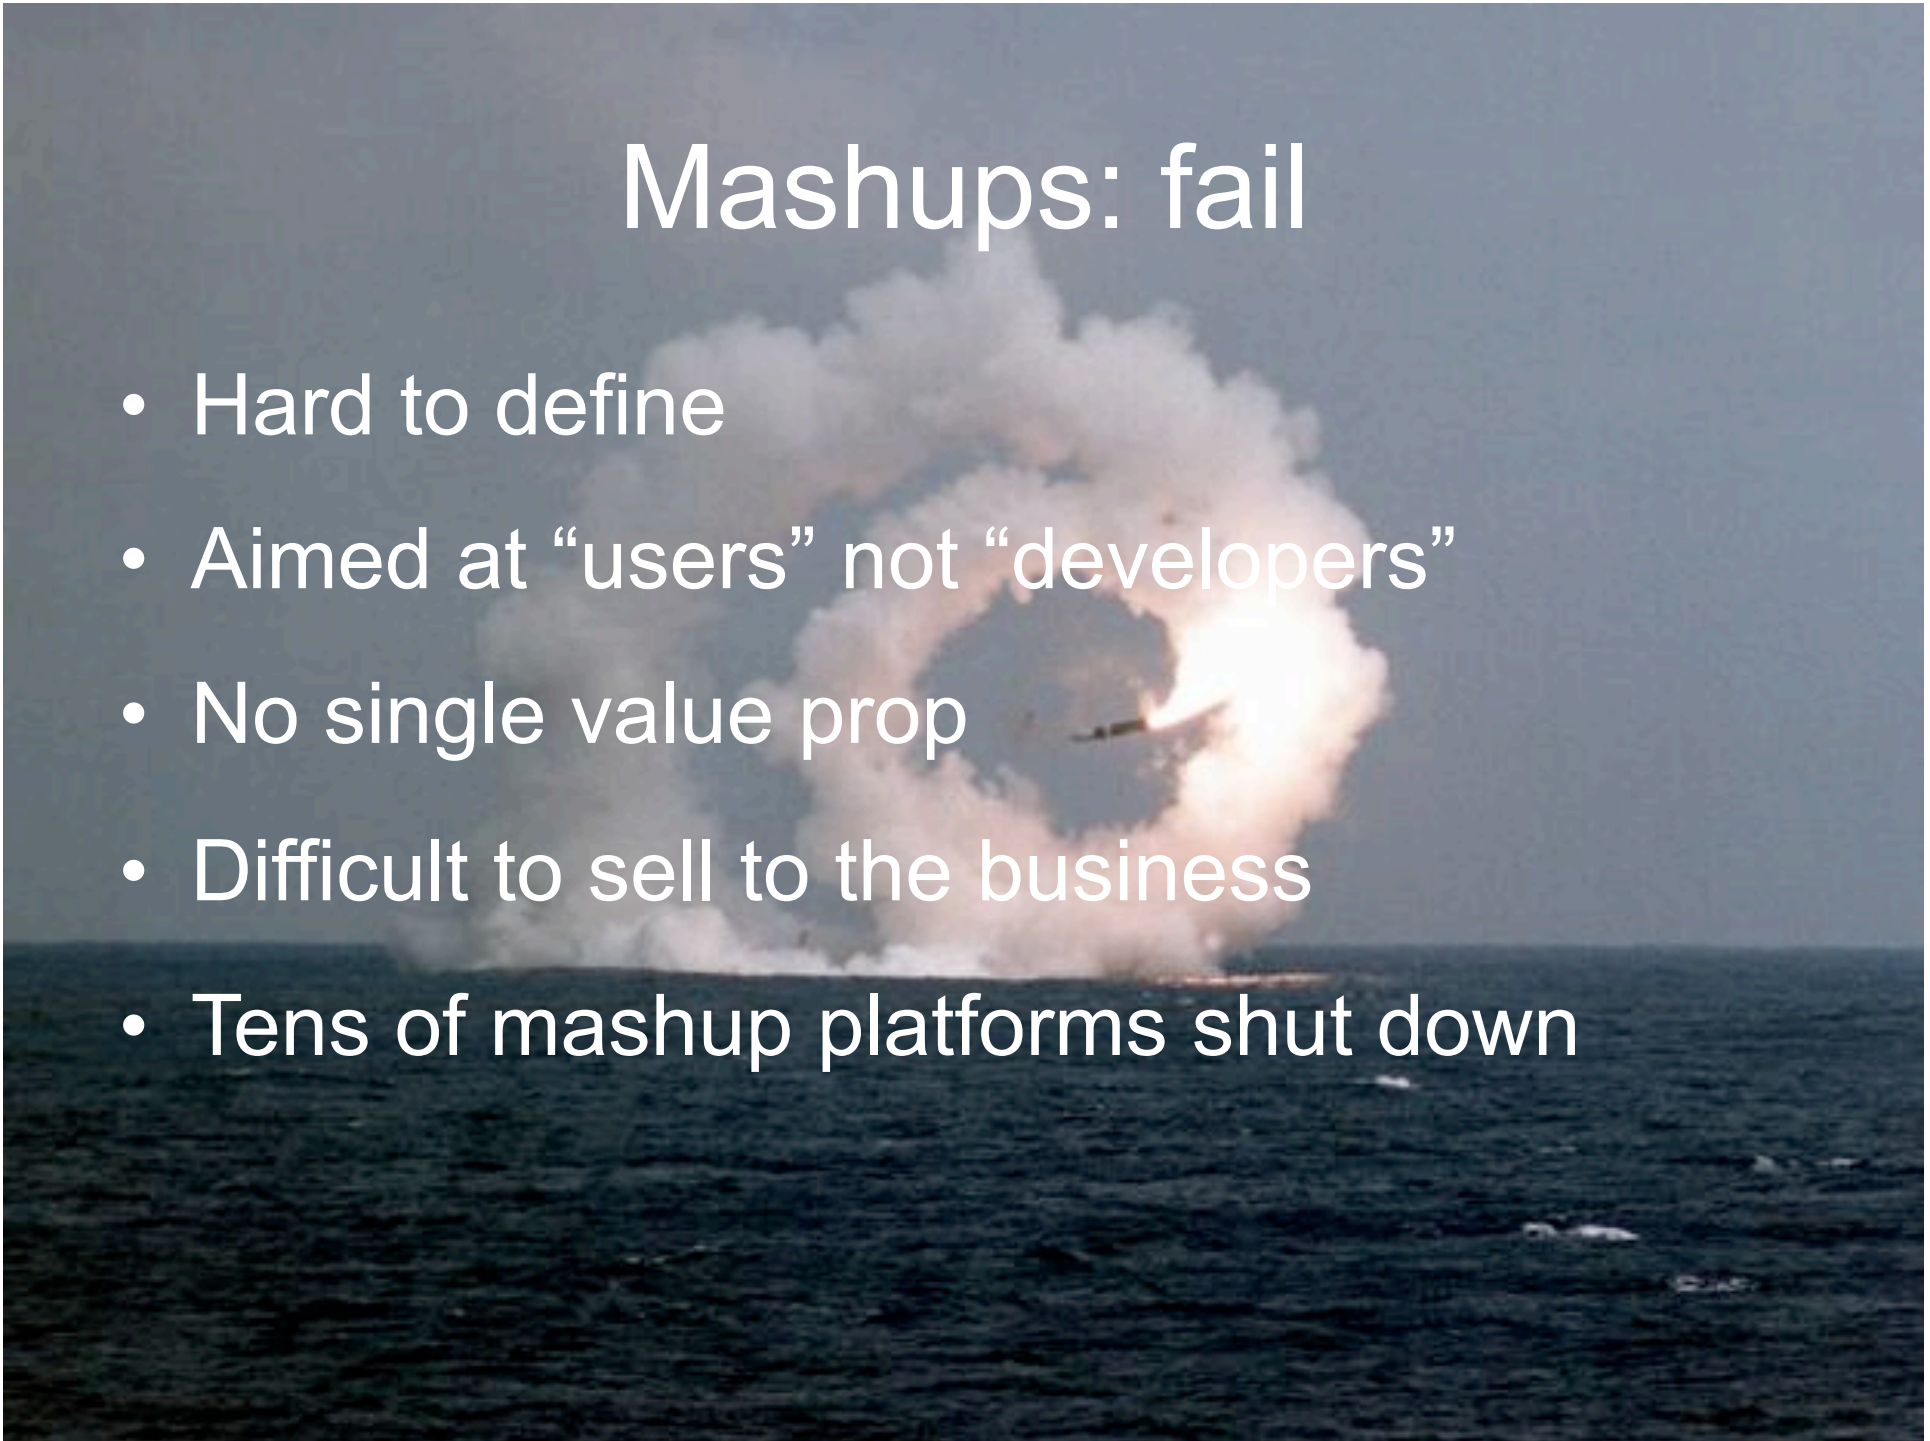 Mashups: fail
• Hard to define
• Aimed at “users” not “developers”
• No single value prop
• Difficult to sell to the business
• Tens of mashup platforms shut down